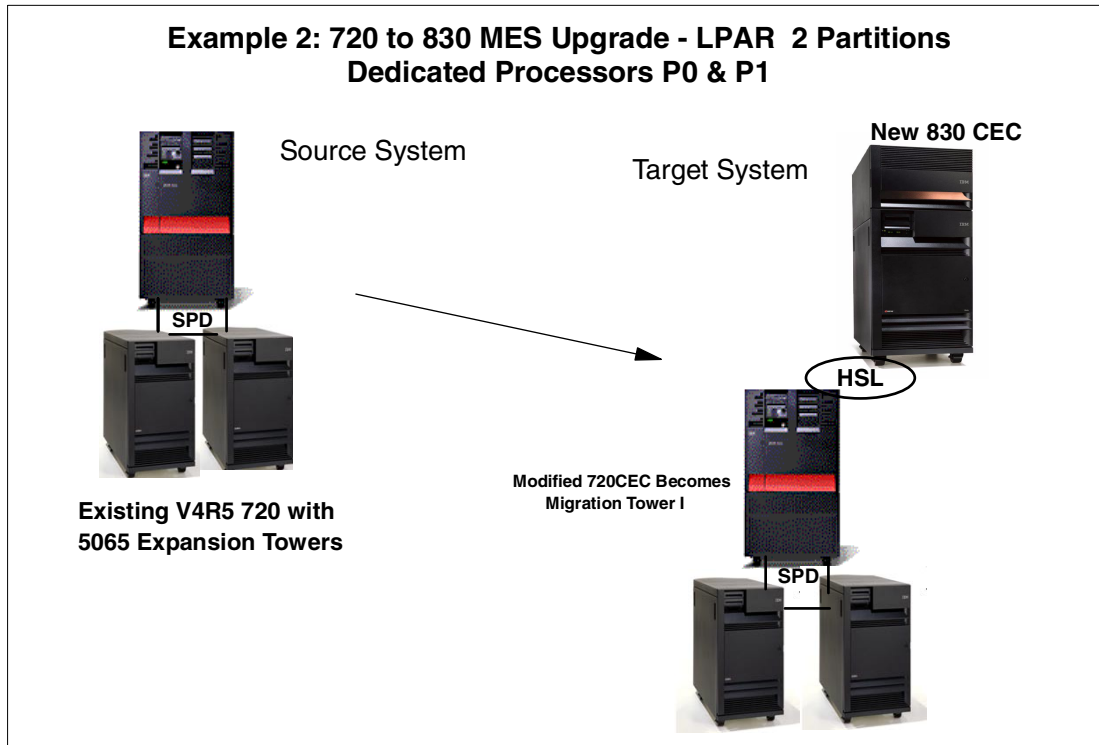 Example 2: 720 to 830 MES Upgrade - LPAR 2 Partitions
Dedicated Processors P0 & P1
Source System
New 830 CEC
Target System
SPD
HSL
Modified 720CEC Becomes
Migration Tower I
Existing V4R5 720 with
5065 Expansion Towers
SPD